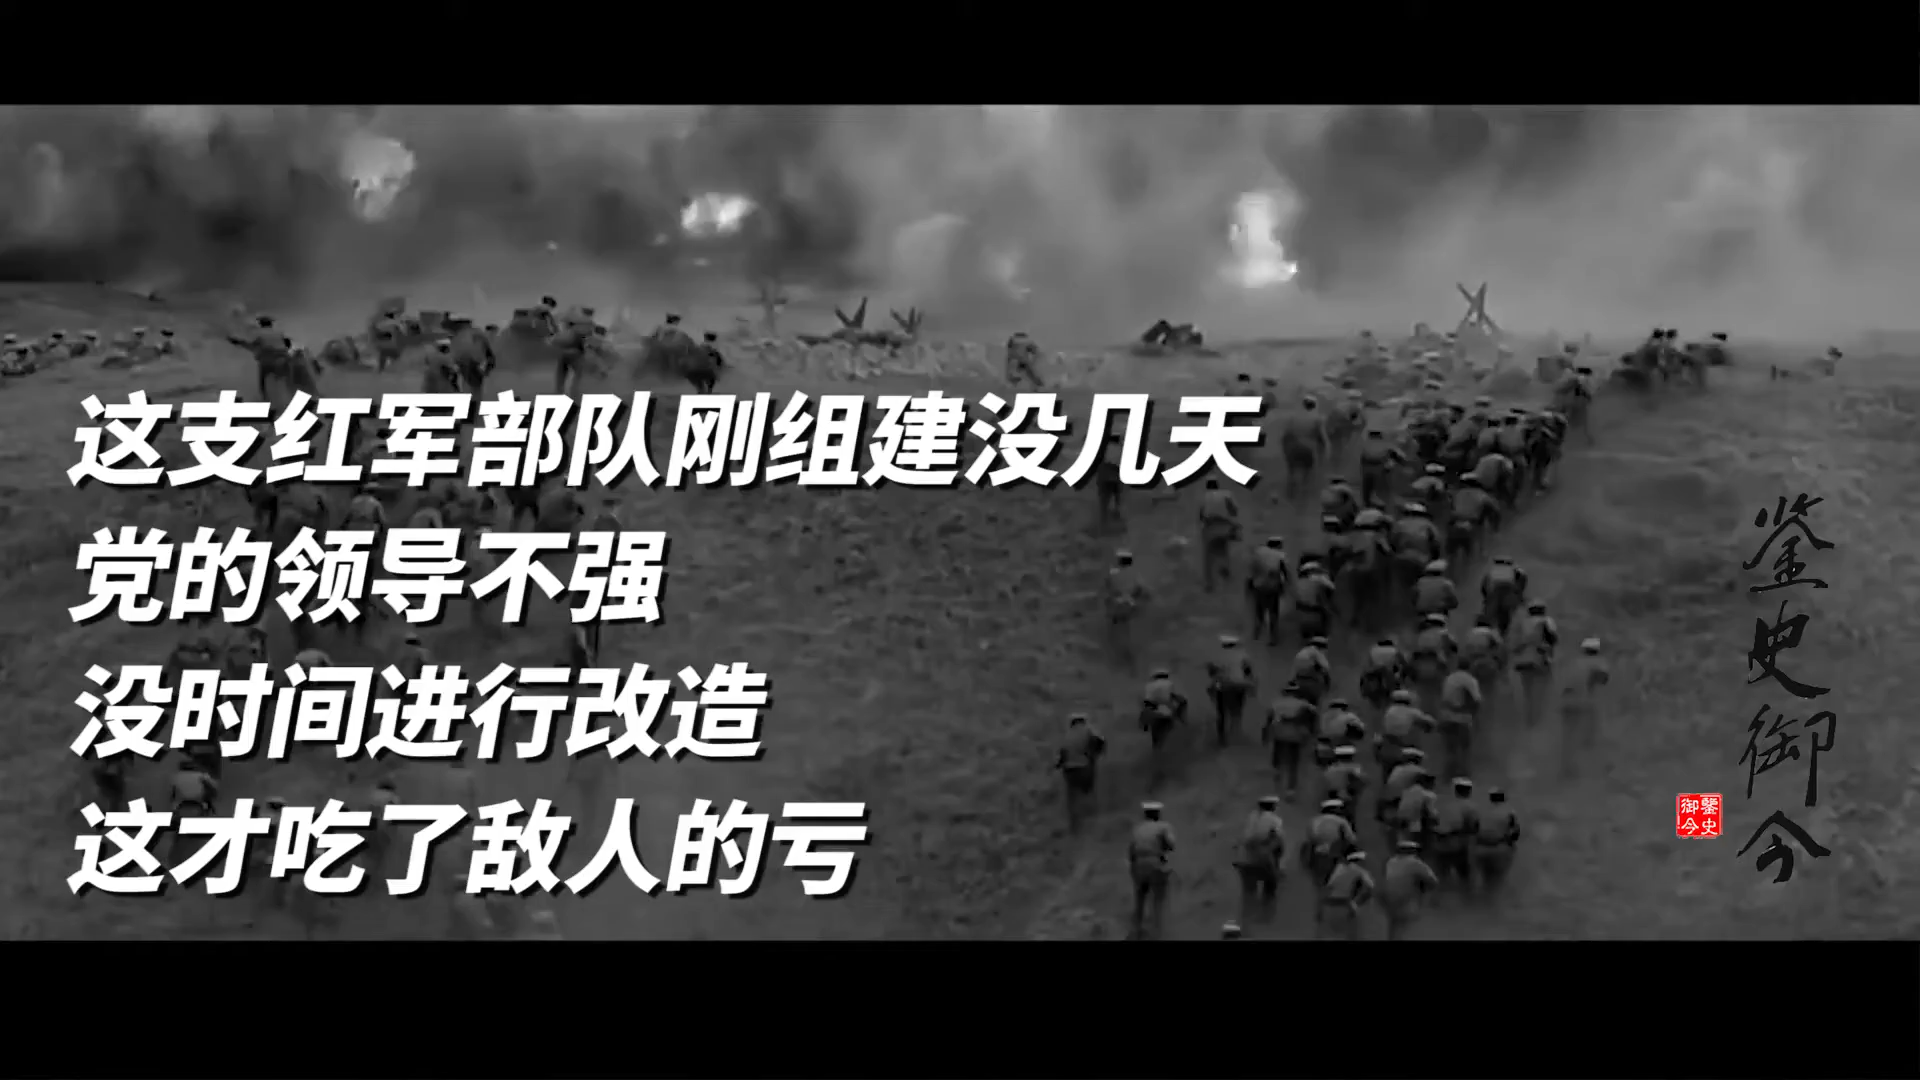 这支红军部队刚组建没几天
党的领导不强
没时间进行改造
这才吃了敌人的亏
鉴史御今
鑒史
御今